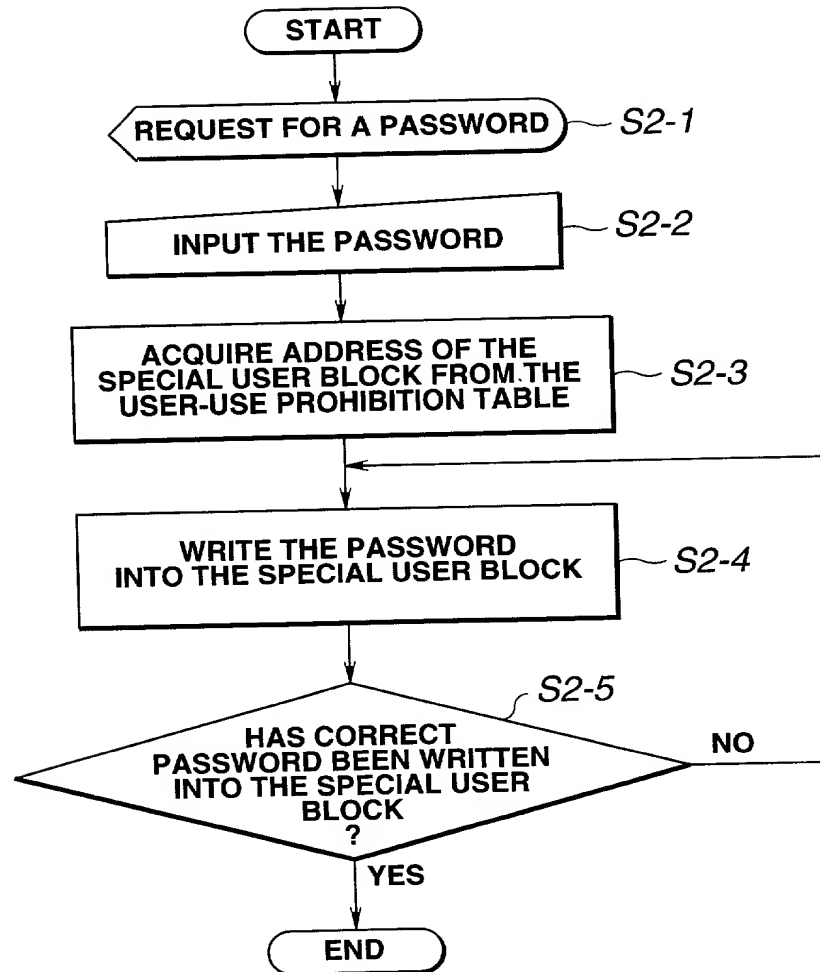 START
REQUEST FOR A PASSWORD
S2-1
INPUT THE PASSWORD
S2-2
ACQUIRE ADDRESS OF THE
SPECIAL USER BLOCK FROM THE
USER-USE PROHIBITION TABLE
S2-3
WRITE THE PASSWORD
INTO THE SPECIAL USER BLOCK
S2-4
S2-5
HAS CORRECT
PASSWORD BEEN WRITTEN
INTO THE SPECIAL USER
BLOCK
?
NO
YES
END